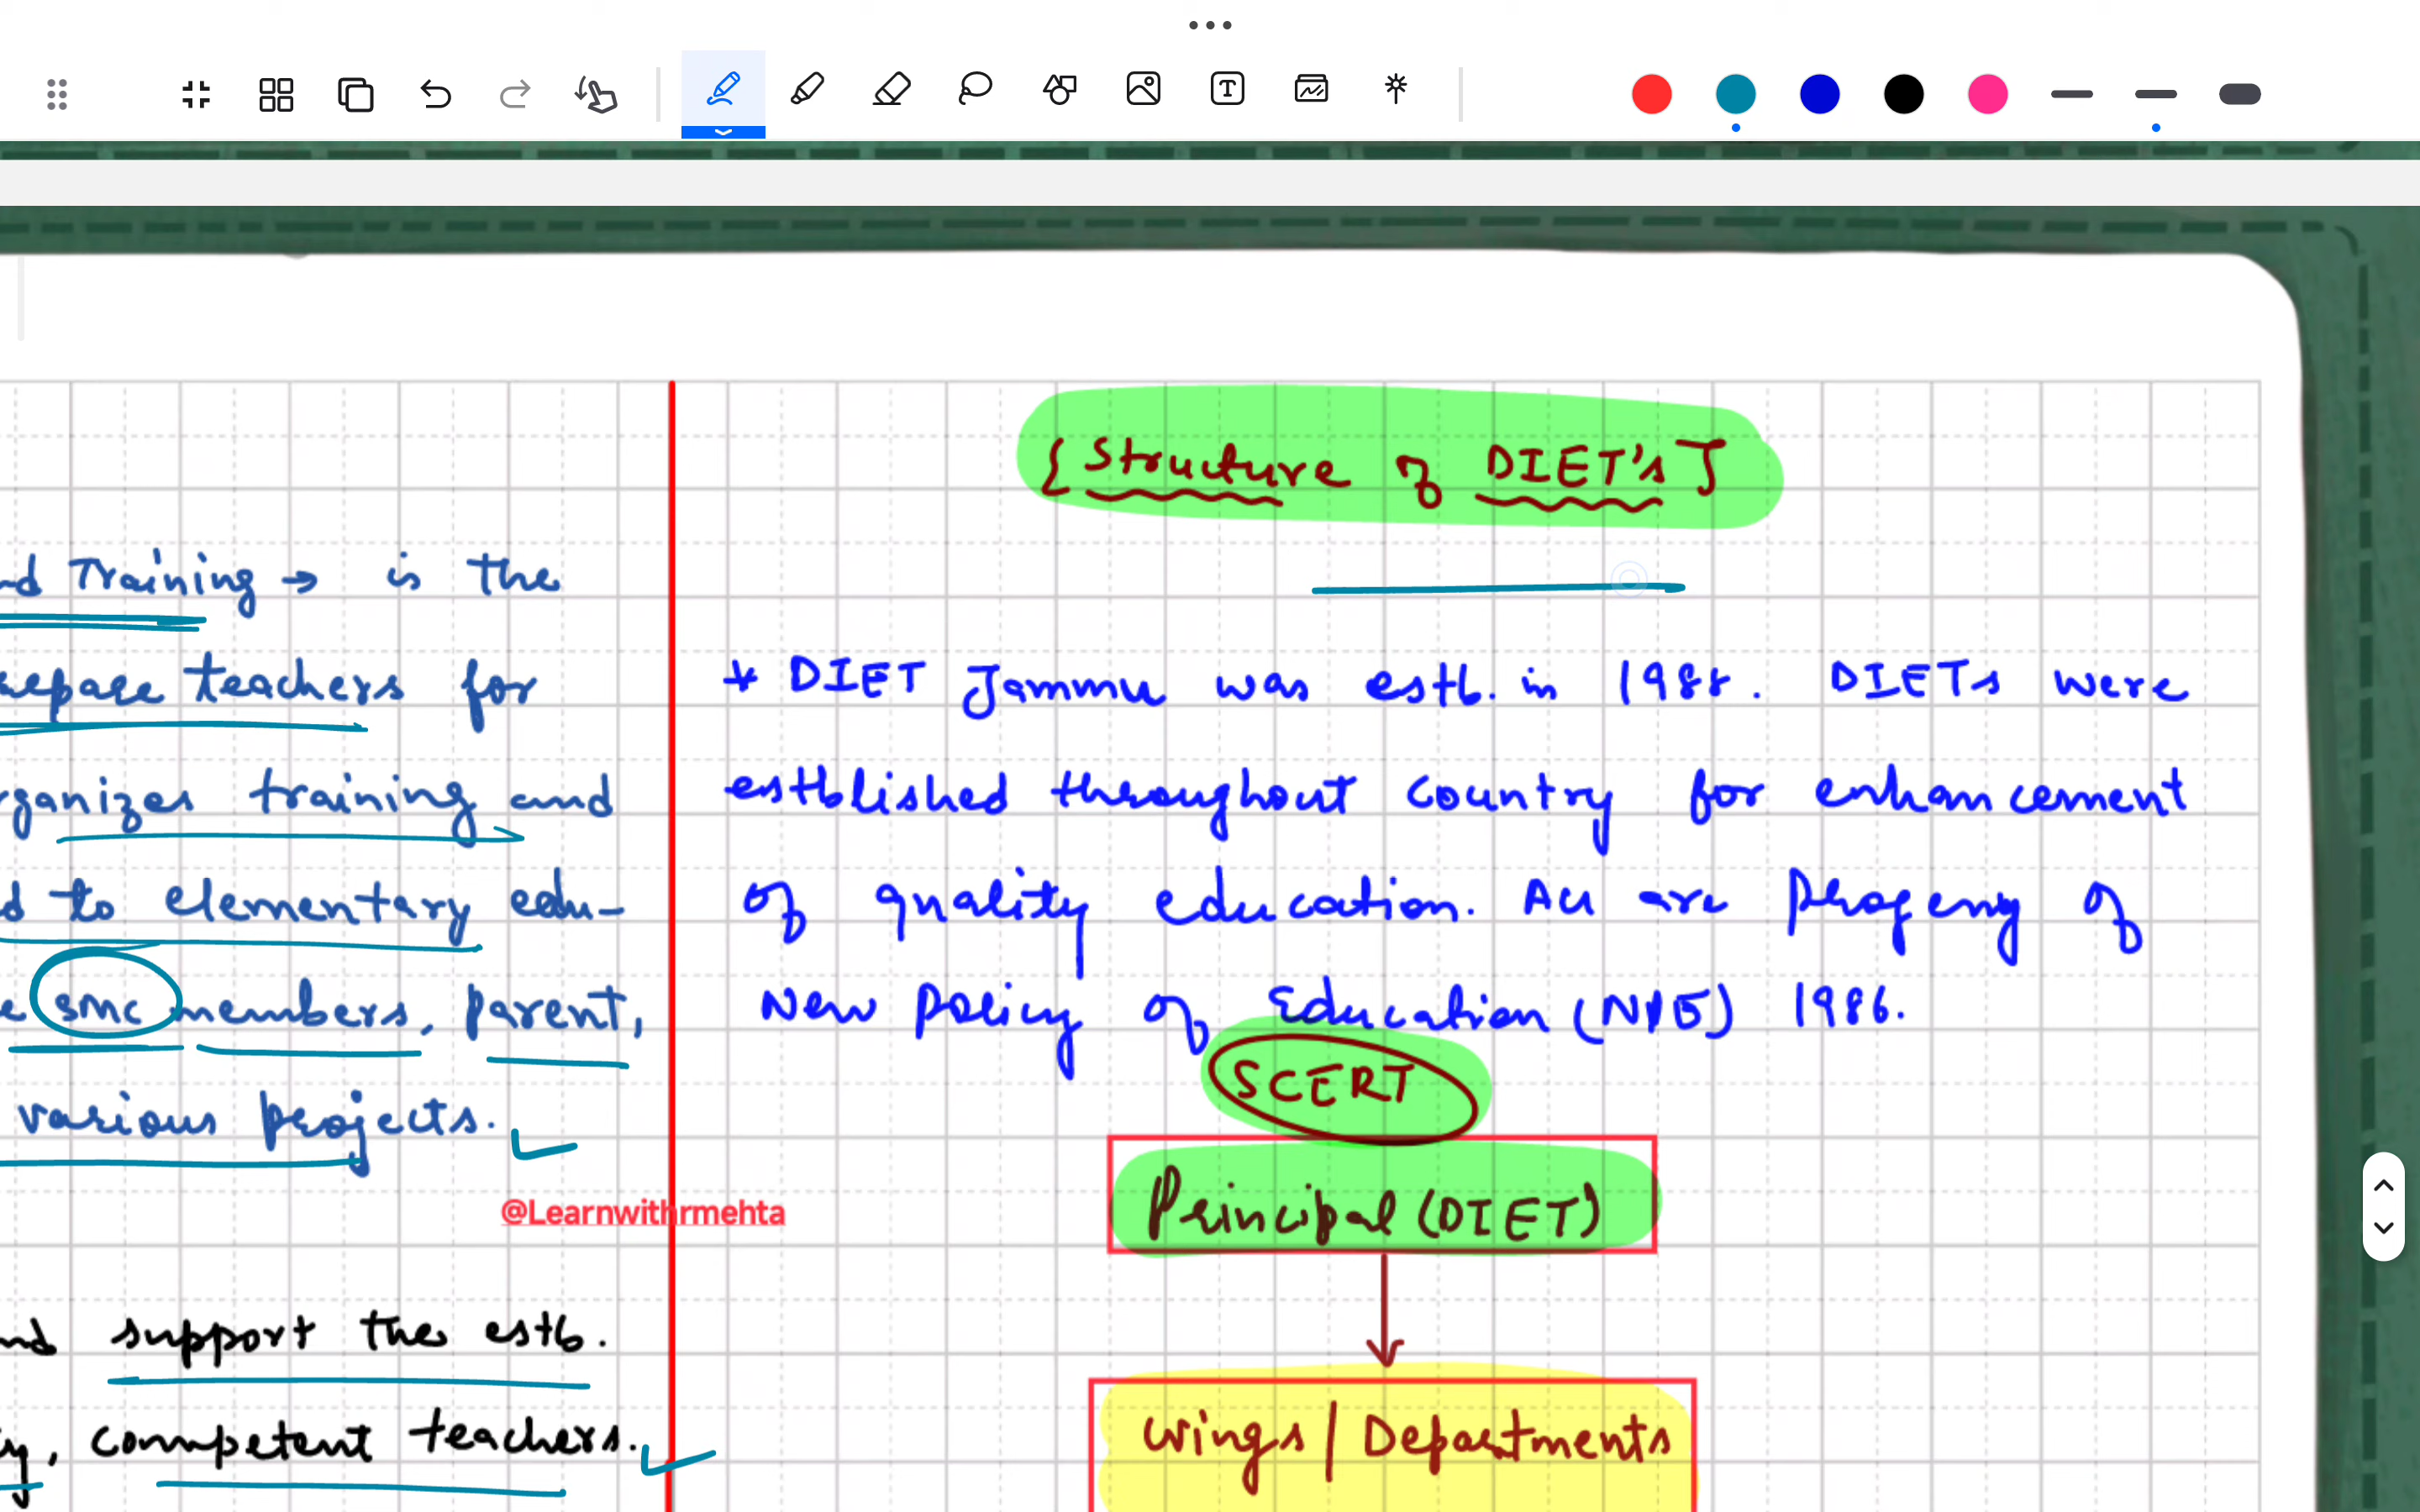 nd Training → is the
repare teachers for
rganizes training and
d to elementary edu-
e smc members, parent,
various projects.
@Learnwithrmehta
nd support the estb.
y, competent teachers.
[Structure of DIET's]
* DIET Jammu was estb. in 1988. DIETs were
estblished throughout country for enhancement
of quality education. All are progeny of
New Policy of Education (NPE) 1986.
SCERT
Principal (DIET)
Wings | Departments